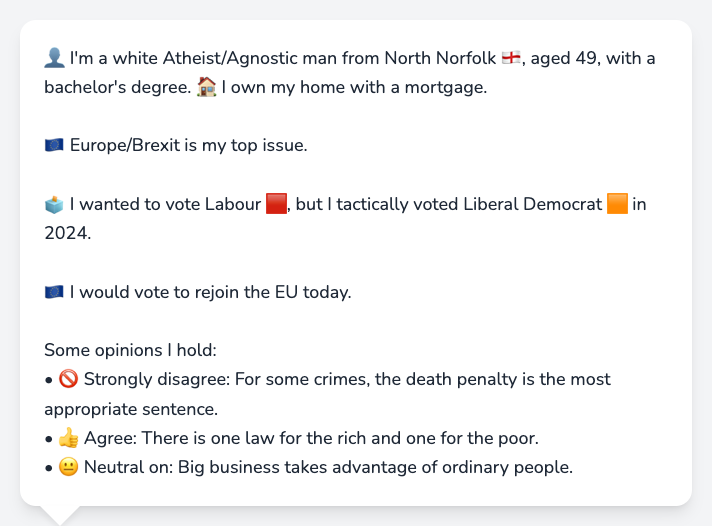 👤 I'm a white Atheist/Agnostic man from North Norfolk 🏴󠁧󠁢󠁥󠁮󠁧󠁿, aged 49, with a
bachelor's degree. 🏠 I own my home with a mortgage.
🇪🇺 Europe/Brexit is my top issue.
🗳️ I wanted to vote Labour 🟥, but I tactically voted Liberal Democrat 🟧 in
2024.
🇪🇺 I would vote to rejoin the EU today.
Some opinions I hold:
• 🚫 Strongly disagree: For some crimes, the death penalty is the most
appropriate sentence.
• 👍 Agree: There is one law for the rich and one for the poor.
• 😐 Neutral on: Big business takes advantage of ordinary people.